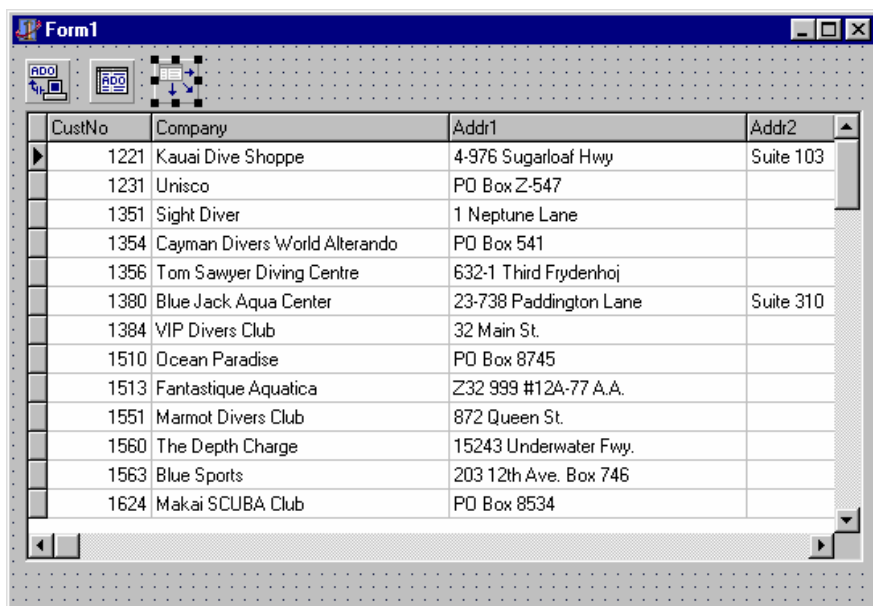 Form1
ADO ADO
CustNo Company Addr1 Addr2
1221 Kauai Dive Shoppe 4-976 Sugarloaf Hwy Suite 103
1231 Unisco PO Box Z-547
1351 Sight Diver 1 Neptune Lane
1354 Cayman Divers World Alterando PO Box 541
1356 Tom Sawyer Diving Centre 632-1 Third Frydenhoj
1380 Blue Jack Aqua Center 23-738 Paddington Lane Suite 310
1384 VIP Divers Club 32 Main St.
1510 Ocean Paradise PO Box 8745
1513 Fantastique Aquatica Z32 999 #12A-77 A.A.
1551 Marmot Divers Club 872 Queen St.
1560 The Depth Charge 15243 Underwater Fwy.
1563 Blue Sports 203 12th Ave. Box 746
1624 Makai SCUBA Club PO Box 8534